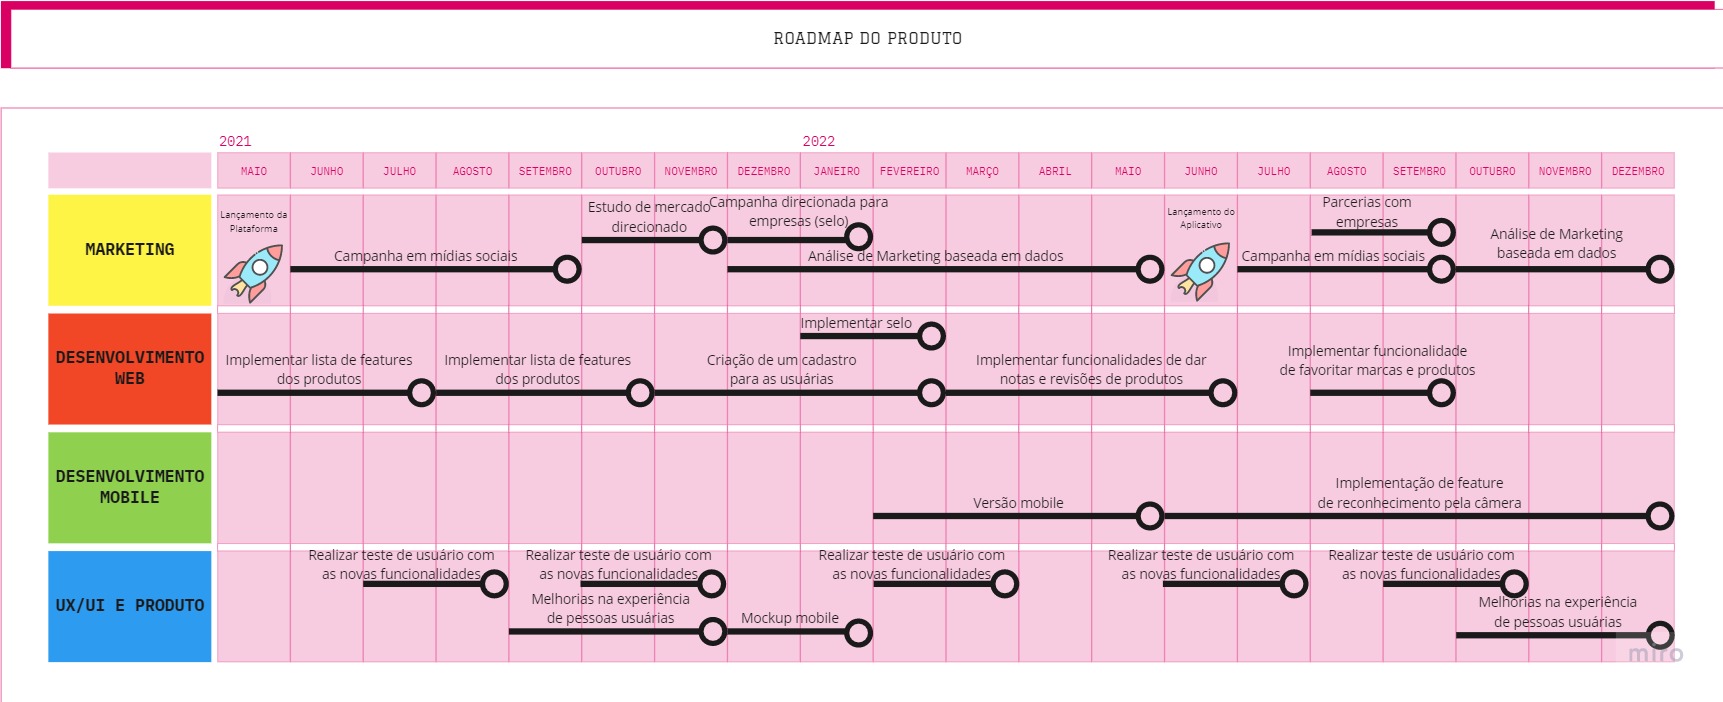 ROADMAP DO PRODUTO
2021
2022
MAIO JUNHO JULHO AGOSTO SETEMBRO OUTUBRO NOVEMBRO DEZEMBRO JANEIRO FEVEREIRO MARÇO ABRIL MAIO JUNHO JULHO AGOSTO SETEMBRO OUTUBRO NOVEMBRO DEZEMBRO
MARKETING
Lançamento da
Plataforma
Campanha em mídias sociais
Estudo de mercado
direcionado
Campanha direcionada para
empresas (selo)
Análise de Marketing baseada em dados
Lançamento do
Aplicativo
Parcerias com
empresas
Campanha em mídias sociais
Análise de Marketing
baseada em dados
DESENVOLVIMENTO
WEB
Implementar lista de features
dos produtos
Implementar lista de features
dos produtos
Implementar selo
Criação de um cadastro
para as usuárias
Implementar funcionalidades de dar
notas e revisões de produtos
Implementar funcionalidade
de favoritar marcas e produtos
DESENVOLVIMENTO
MOBILE
Versão mobile
Implementação de feature
de reconhecimento pela câmera
UX/UI E PRODUTO
Realizar teste de usuário com
as novas funcionalidades
Realizar teste de usuário com
as novas funcionalidades
Melhorias na experiência
de pessoas usuárias
Mockup mobile
Realizar teste de usuário com
as novas funcionalidades
Realizar teste de usuário com
as novas funcionalidades
Realizar teste de usuário com
as novas funcionalidades
Melhorias na experiência
de pessoas usuárias
miro